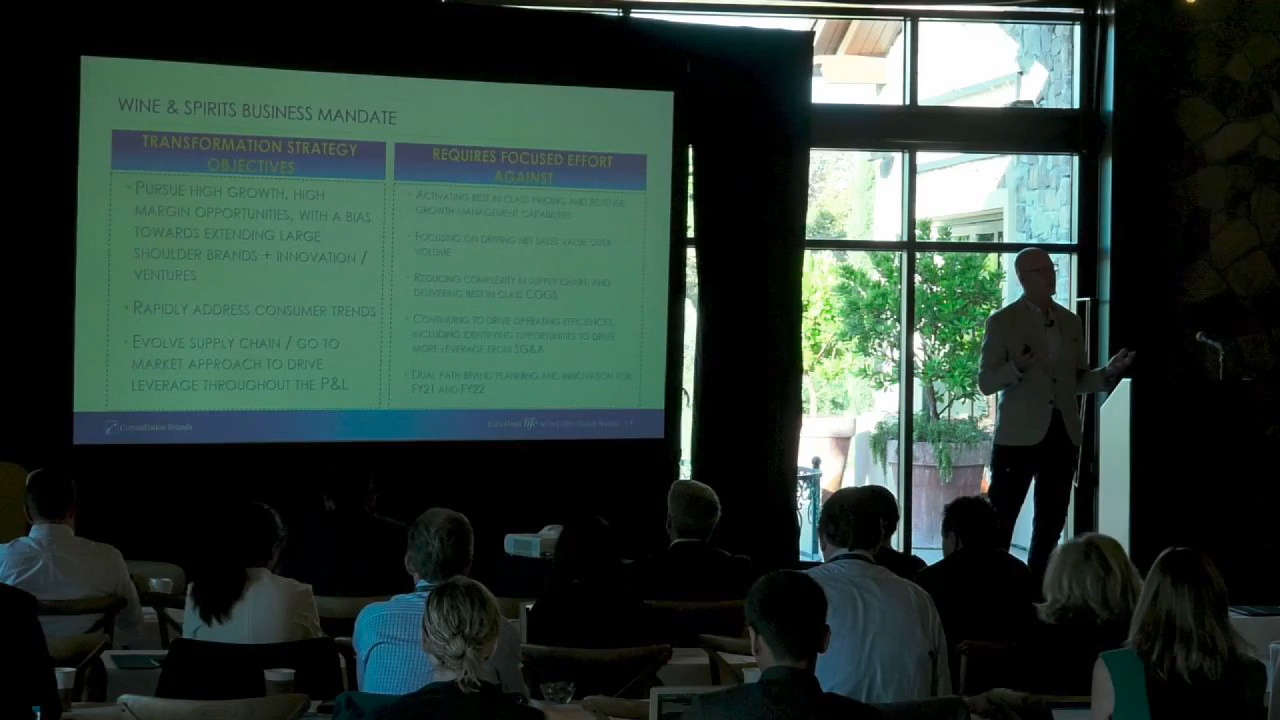 WINE & SPIRITS BUSINESS MANDATE
TRANSFORMATION STRATEGY
OBJECTIVES
• PURSUE HIGH GROWTH, HIGH
MARGIN OPPORTUNITIES, WITH A BIAS
TOWARDS EXTENDING LARGE
SHOULDER BRANDS + INNOVATION /
VENTURES
• RAPIDLY ADDRESS CONSUMER TRENDS
• EVOLVE SUPPLY CHAIN / GO TO
MARKET APPROACH TO DRIVE
LEVERAGE THROUGHOUT THE P&L
REQUIRES FOCUSED EFFORT
AGAINST
• ACTIVATING BEST IN CLASS PRICING AND REVENUE
GROWTH MANAGEMENT CAPABILITIES
• FOCUSING ON DRIVING NET SALES VALUE OVER
VOLUME
• REDUCING COMPLEXITY IN SUPPLY CHAIN, AND
DELIVERING BEST IN CLASS COGS
• CONTINUING TO DRIVE OPERATING EFFICIENCIES,
INCLUDING IDENTIFYING OPPORTUNITIES TO DRIVE
MORE LEVERAGE FROM SG&A
• DUAL PATH BRAND PLANNING AND INNOVATION FOR
FY21 AND FY22
Constellation Brands
life WITH EVERY